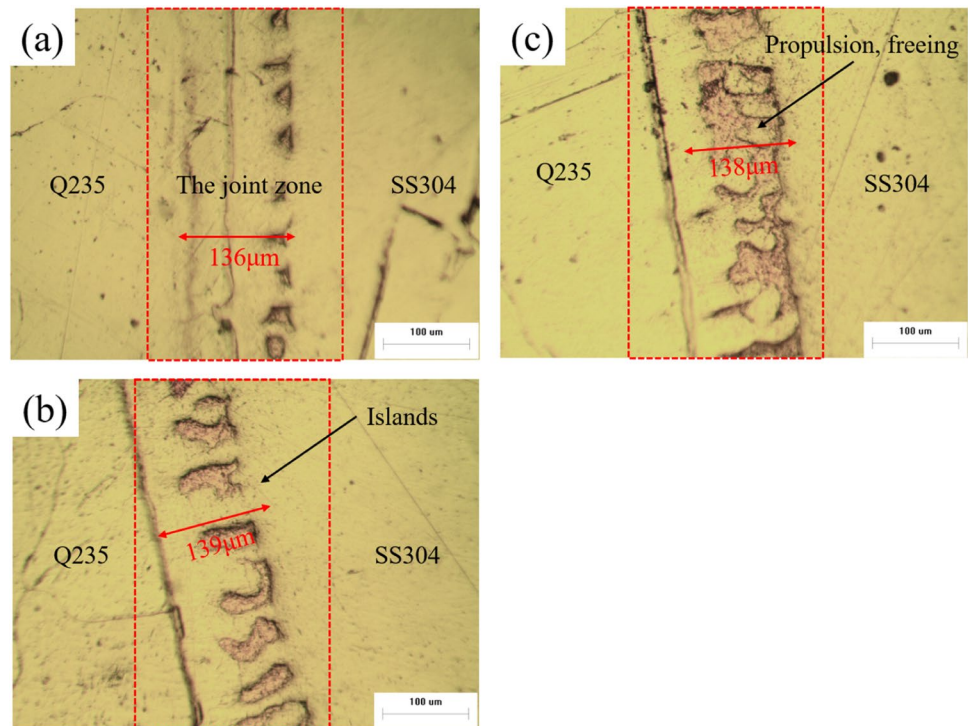 (a)
Q235
The joint zone
SS304
136μm
100 um
(c)
Propulsion, freeing
138μm
Q235
SS304
100 um
(b)
Islands
139μm
Q235
SS304
100 um